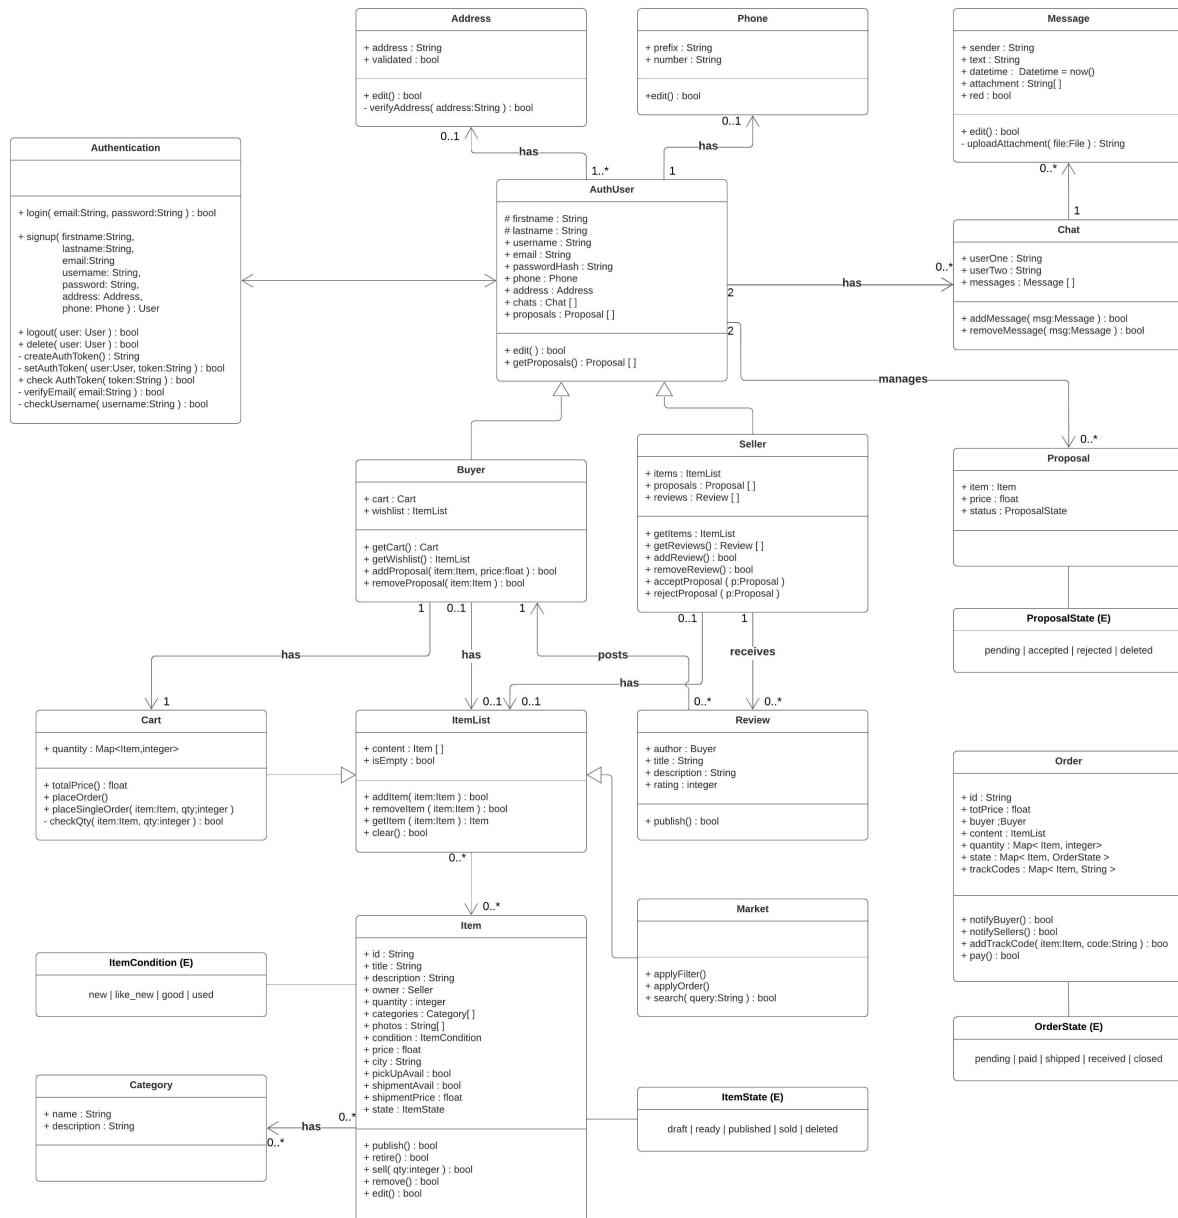 Address
+ address : String
+ validated : bool
+ edit() : bool
- verifyAddress( address:String ) : bool
Phone
+ prefix : String
+ number : String
+edit() : bool
Message
+ sender : String
+ text : String
+ datetime :  Datetime = now()
+ attachment : String[ ]
+ red : bool
+ edit() : bool
- uploadAttachment( file:File ) : String
0..1
has
1..*
0..1
has
1
0..*
1
Authentication
+ login( email:String, password:String ) : bool
+ signup( firstname:String,
lastname:String,
email:String
username: String,
password: String,
address: Address,
phone: Phone ) : User
+ logout( user: User ) : bool
+ delete( user: User ) : bool
- createAuthToken() : String
- setAuthToken( user:User, token:String ) : bool
+ check AuthToken( token:String ) : bool
- verifyEmail( email:String ) : bool
- checkUsername( username:String ) : bool
AuthUser
# firstname : String
# lastname : String
+ username : String
+ email : String
+ passwordHash : String
+ phone : Phone
+ address : Address
+ chats : Chat [ ]
+ proposals : Proposal [ ]
+ edit( ) : bool
+ getProposals() : Proposal [ ]
2
has
0..*
Chat
+ userOne : String
+ userTwo : String
+ messages : Message [ ]
+ addMessage( msg:Message ) : bool
+ removeMessage( msg:Message ) : bool
2
manages
0..*
Buyer
+ cart : Cart
+ wishlist : ItemList
+ getCart() : Cart
+ getWishlist() : ItemList
+ addProposal( item:Item, price:float ) : bool
+ removeProposal( item:Item ) : bool
Seller
+ items : ItemList
+ proposals : Proposal [ ]
+ reviews : Review [ ]
+ getItems : ItemList
+ getReviews() : Review [ ]
+ addReview() : bool
+ removeReview() : bool
+ acceptProposal ( p:Proposal )
+ rejectProposal ( p:Proposal )
Proposal
+ item : Item
+ price : float
+ status : ProposalState
ProposalState (E)
pending | accepted | rejected | deleted
1
0..1
1
0..1
1
has
has
posts
receives
has
1
0..1
0..1
0..*
0..*
Cart
+ quantity : Map<Item,integer>
+ totalPrice() : float
+ placeOrder()
+ placeSingleOrder( item:Item, qty;integer )
- checkQty( item:Item, qty:integer ) : bool
ItemList
+ content : Item [ ]
+ isEmpty : bool
+ addItem( item:Item ) : bool
+ removeItem ( item:Item ) : bool
+ getItem ( item:Item ) : Item
+ clear() : bool
Review
+ author : Buyer
+ title : String
+ description : String
+ rating : integer
+ publish() : bool
Order
+ id : String
+ totPrice : float
+ buyer ;Buyer
+ content : ItemList
+ quantity : Map< Item, integer>
+ state : Map< Item, OrderState >
+ trackCodes : Map< Item, String >
+ notifyBuyer() : bool
+ notifySellers() : bool
+ addTrackCode( item:Item, code:String ) : boo
+ pay() : bool
0..*
0..*
Market
+ applyFilter()
+ applyOrder()
+ search( query:String ) : bool
Item
+ id : String
+ title : String
+ description : String
+ owner : Seller
+ quantity : integer
+ categories : Category[ ]
+ photos : String[ ]
+ condition : ItemCondition
+ price : float
+ city : String
+ pickUpAvail : bool
+ shipmentAvail : bool
+ shipmentPrice : float
+ state : ItemState
+ publish() : bool
+ retire() : bool
+ sell( qty:integer ) : bool
+ remove() : bool
+ edit() : bool
ItemCondition (E)
new | like_new | good | used
OrderState (E)
pending | paid | shipped | received | closed
Category
+ name : String
+ description : String
0..*
has
0..*
ItemState (E)
draft | ready | published | sold | deleted